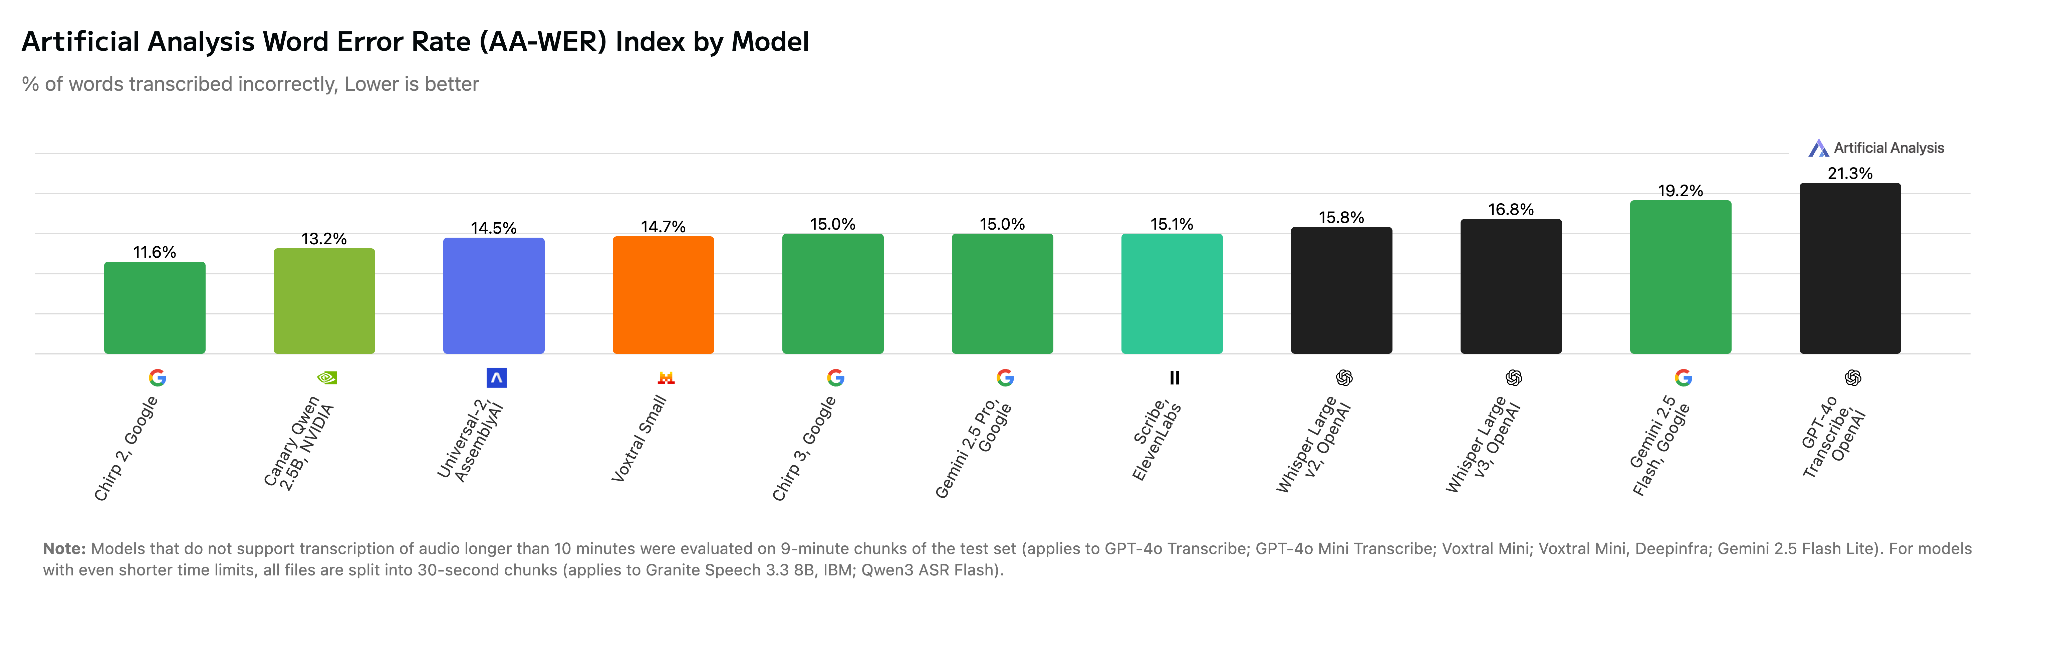 Artificial Analysis Word Error Rate (AA-WER) Index by Model
% of words transcribed incorrectly, Lower is better
Artificial Analysis
11.6%
13.2%
14.5%
14.7%
15.0%
15.0%
15.1%
15.8%
16.8%
19.2%
21.3%
Chirp 2, Google
Canary Qwen
2.5B, NVIDIA
Universal-2,
AssemblyAI
Voxtral Small
Chirp 3, Google
Gemini 2.5 Pro,
Google
Scribe,
ElevenLabs
Whisper Large
v2, OpenAI
Whisper Large
v3, OpenAI
Gemini 2.5
Flash, Google
GPT-4o
Transcribe,
OpenAI
Note: Models that do not support transcription of audio longer than 10 minutes were evaluated on 9-minute chunks of the test set (applies to GPT-4o Transcribe; GPT-4o Mini Transcribe; Voxtral Mini; Voxtral Mini, Deepinfra; Gemini 2.5 Flash Lite). For models
with even shorter time limits, all files are split into 30-second chunks (applies to Granite Speech 3.3 8B, IBM; Qwen3 ASR Flash).